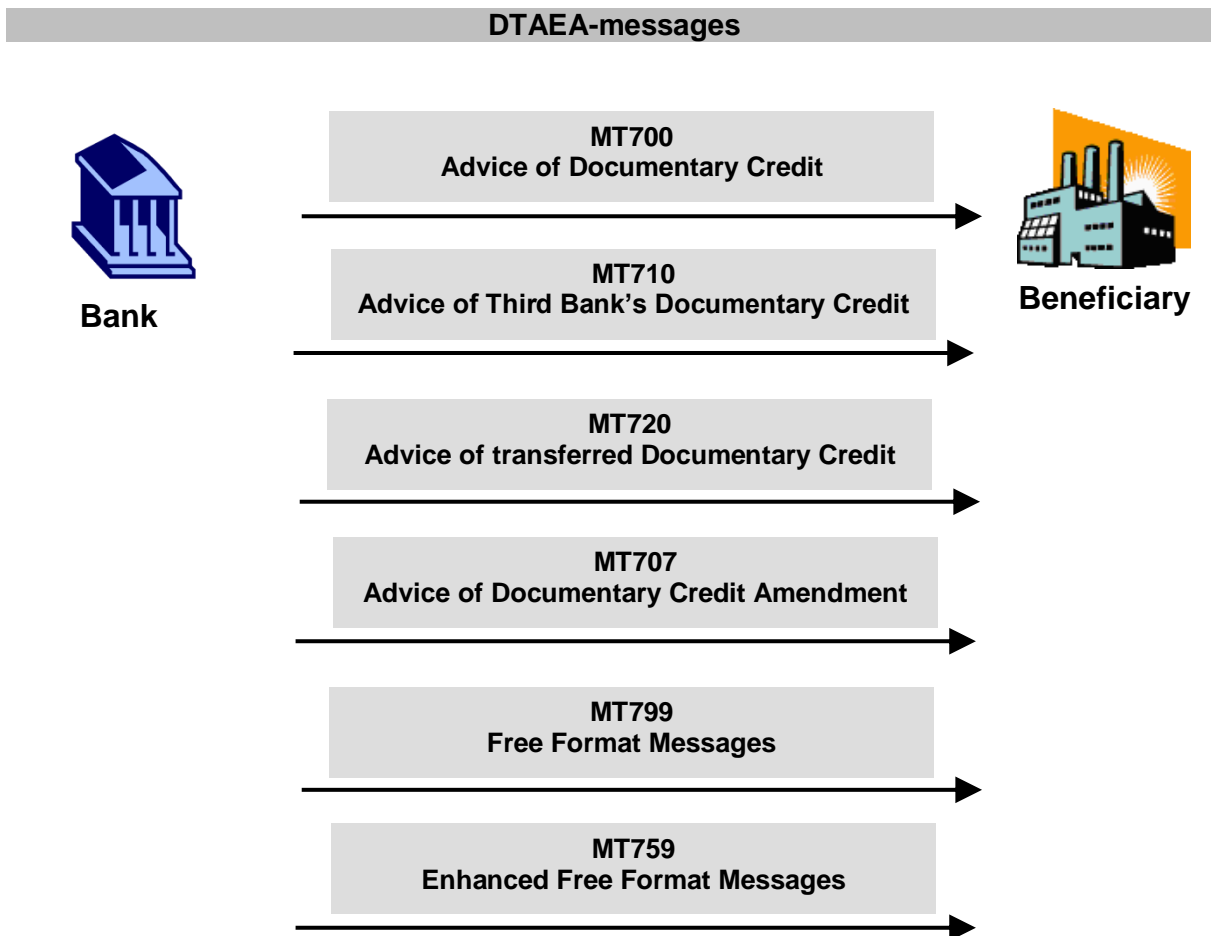 DTAEA-messages
MT700
Advice of Documentary Credit
Bank
Beneficiary
MT710
Advice of Third Bank’s Documentary Credit
MT720
Advice of transferred Documentary Credit
MT707
Advice of Documentary Credit Amendment
MT799
Free Format Messages
MT759
Enhanced Free Format Messages